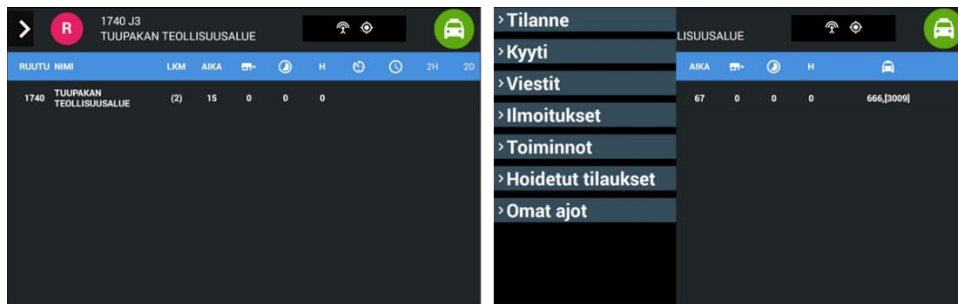 R
1740 J3
TUUPAKAN TEOLLISUUSALUE
RUUTU NIMI LKM AIKA H 2H 2D
1740 TUUPAKAN TEOLLISUUSALUE (2) 15 0 0 0
›Tilanne
›Kyyti
›Viestit
›Ilmoitukset
›Toiminnot
›Hoidetut tilaukset
›Omat ajot
LISUUSALUE
AIKA H
67 0 0 0 666,[3009]